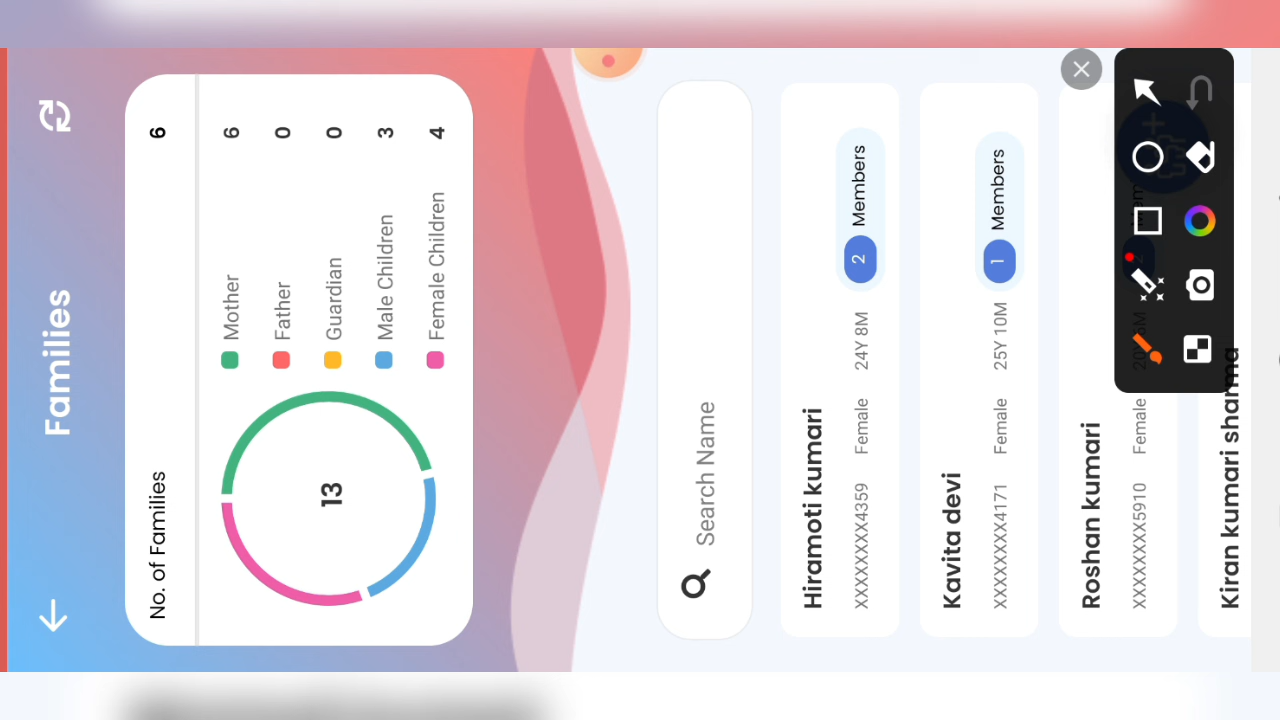 Families
No. of Families 6
13
Mother 6
Father 0
Guardian 0
Male Children 3
Female Children 4
Search Name
Hiramoti kumari
XXXXXXXX4359 Female 24Y 8M 2 Members
Kavita devi
XXXXXXXX4171 Female 25Y 10M 1 Members
Roshan kumari
XXXXXXXX5910 Female
Kiran kumari sharma